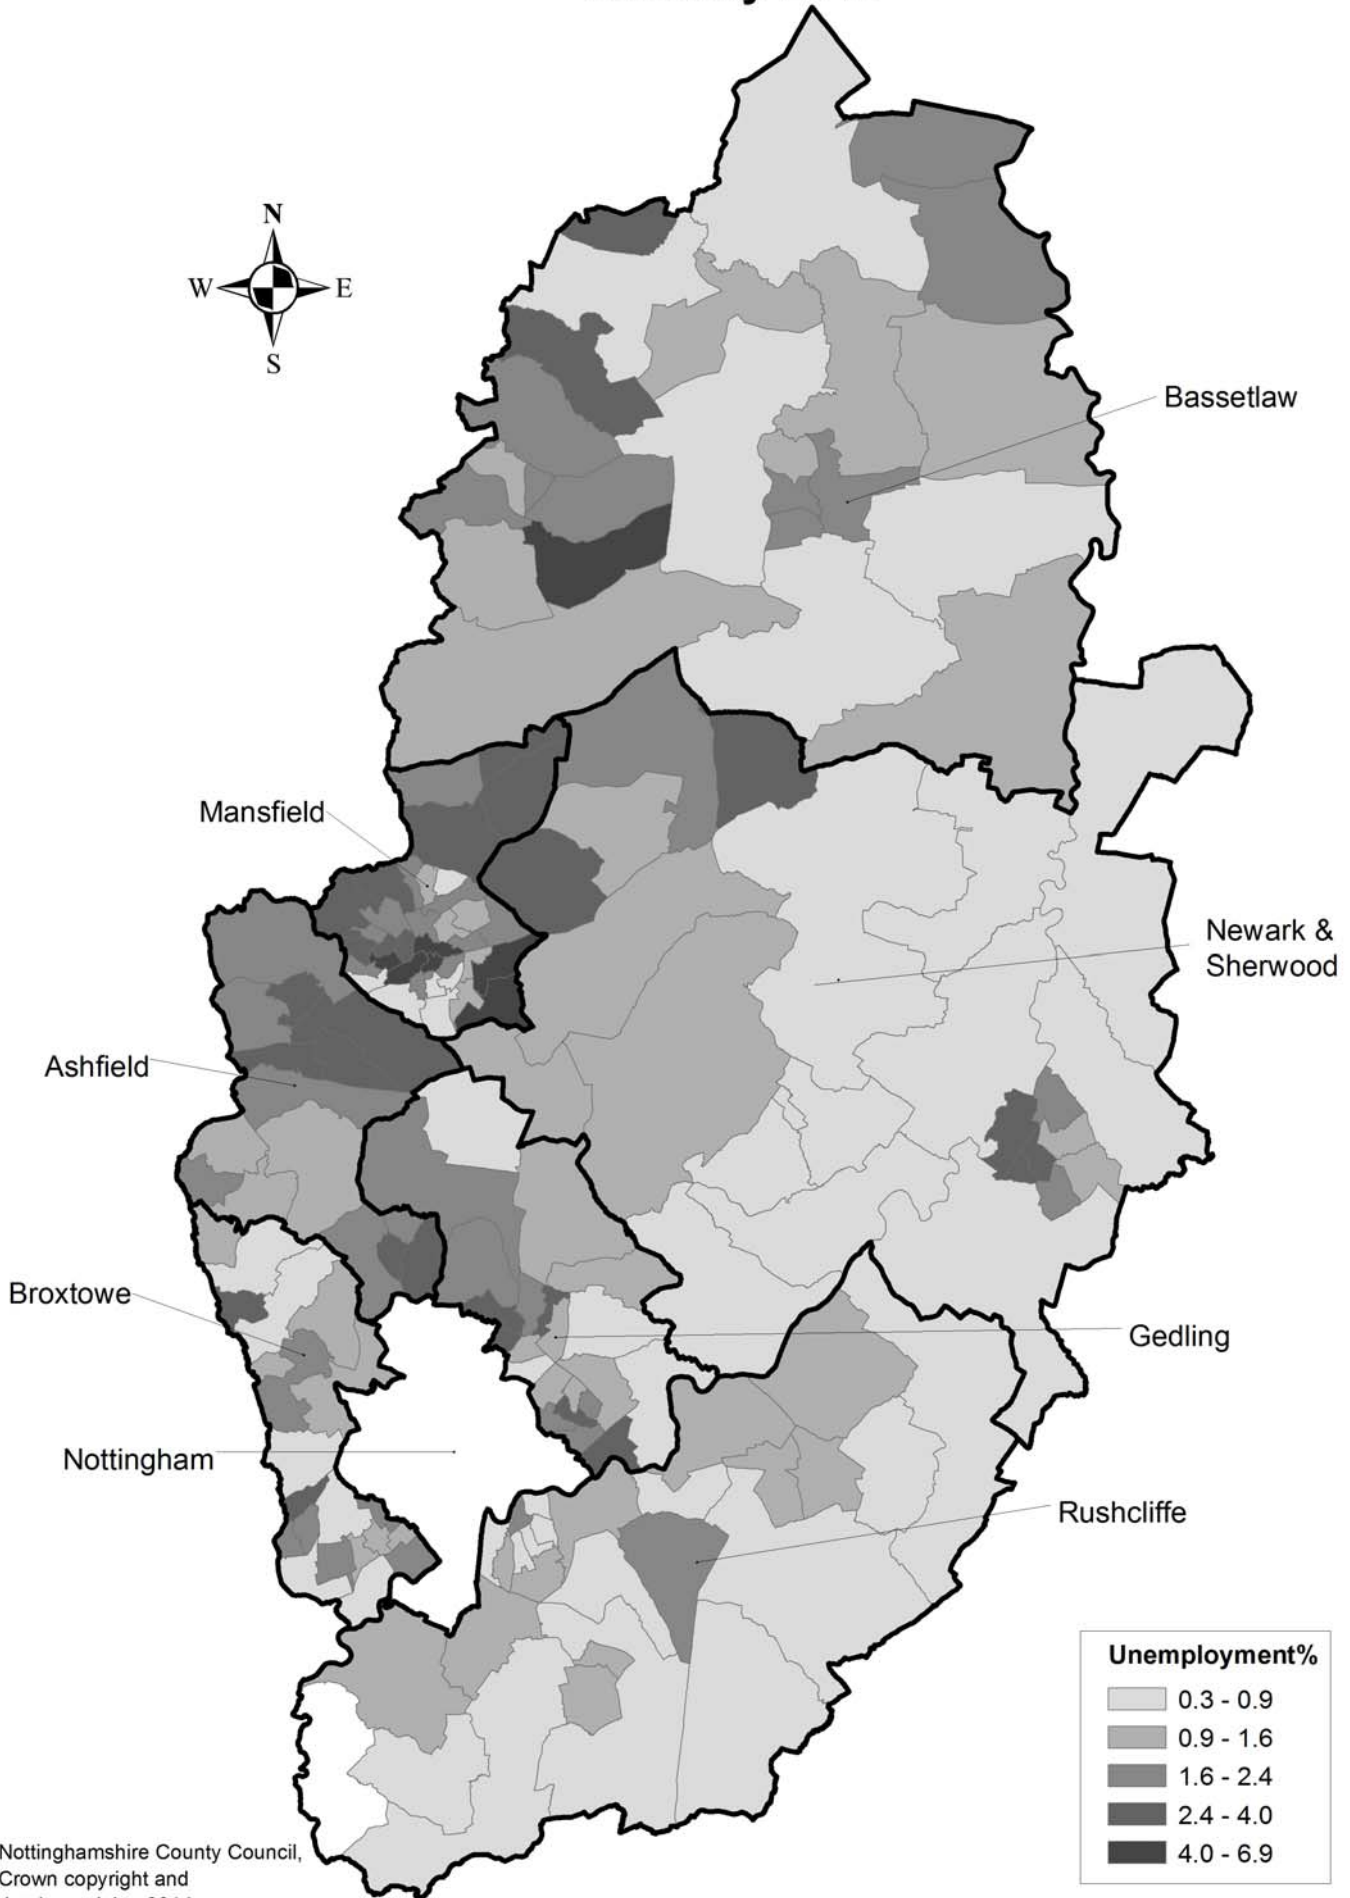 N
W
E
S
Bassetlaw
Mansfield
Newark &
Sherwood
Ashfield
Broxtowe
Gedling
Nottingham
Rushcliffe
Unemployment%
0.3 - 0.9
0.9 - 1.6
1.6 - 2.4
2.4 - 4.0
4.0 - 6.9
Nottinghamshire County Council,
Crown copyright and